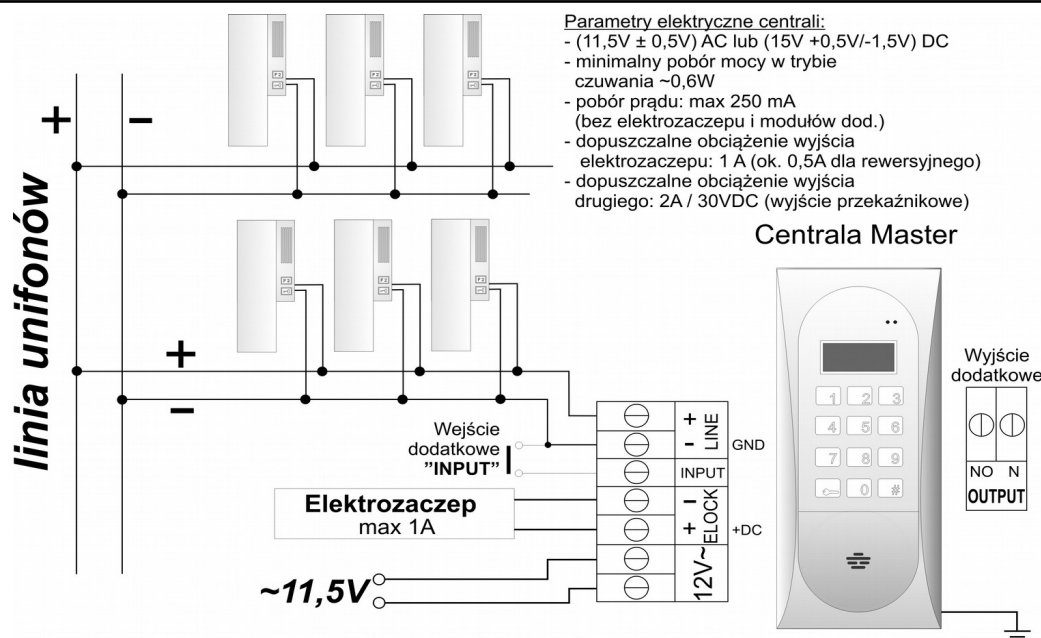 Parametry elektryczne centrali:
- (11,5V ± 0,5V) AC lub (15V +0,5V/-1,5V) DC
- minimalny pobór mocy w trybie
czuwania ~0,6W
- pobór prądu: max 250 mA
(bez elektrozaczepu i modułów dod.)
- dopuszczalne obciążenie wyjścia
elektrozaczepu: 1 A (ok. 0,5A dla rewersyjnego)
- dopuszczalne obciążenie wyjścia
drugiego: 2A / 30VDC (wyjście przekaźnikowe)
Centrala Master
linia unifonów
+ -
+
-
Wejście
dodatkowe
"INPUT"
Elektrozaczep
max 1A
~11,5V
+
- LINE
GND
INPUT
-
+ ELOCK
+DC
12V~
1 2 3
4 5 6
7 8 9
0 #
Wyjście
dodatkowe
NO N
OUTPUT